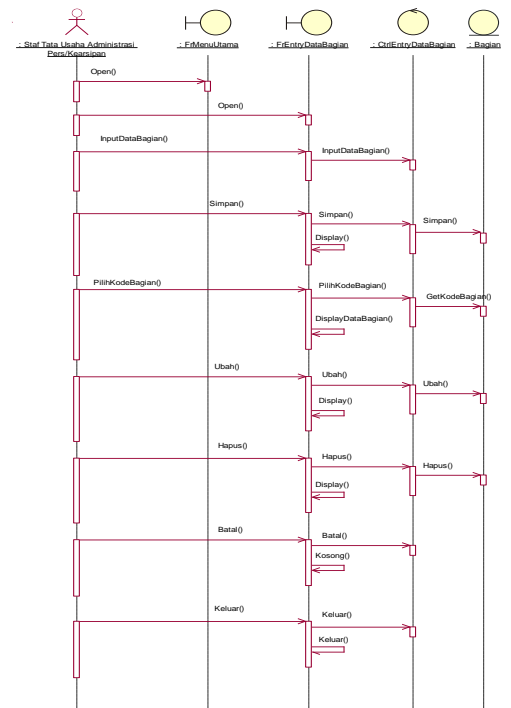 : Staf Tata Usaha Administrasi
Pers/Kearsipan
: FrMenuUtama
: FrEntryDataBagian
: CtrlEntryDataBagian
: Bagian
Open()
Open()
InputDataBagian()
InputDataBagian()
Simpan()
Simpan()
Simpan()
Display()
PilihKodeBagian()
PilihKodeBagian()
GetKodeBagian()
DisplayDataBagian()
Ubah()
Ubah()
Ubah()
Display()
Hapus()
Hapus()
Hapus()
Display()
Batal()
Batal()
Kosong()
Keluar()
Keluar()
Keluar()